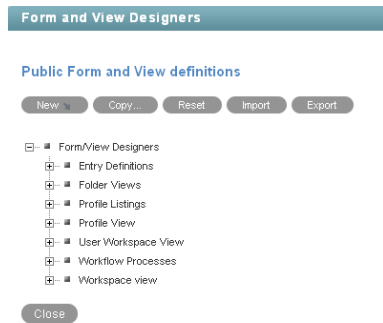 Form and View Designers
Public Form and View definitions
New Copy... Reset Import Export
Form/View Designers
Entry Definitions
Folder Views
Profile Listings
Profile View
User Workspace View
Workflow Processes
Workspace view
Close